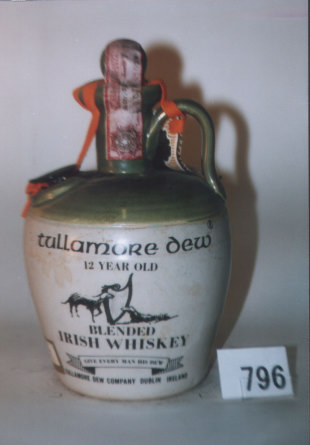 tullamore dew®
12 YEAR OLD
BLENDED
IRISH WHISKEY
GIVE EVERY MAN HIS DEW
TULLAMORE DEW COMPANY DUBLIN IRELAND
796